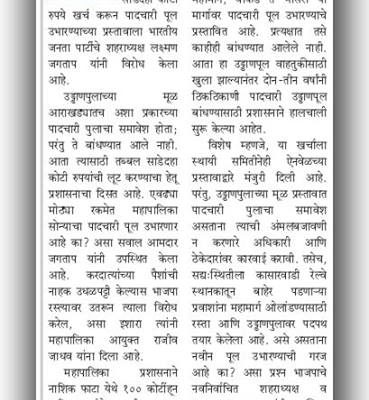 साडेदहा कोटी
रुपये खर्च करून पादचारी पूल
उभारण्याच्या प्रस्तावाला भारतीय
जनता पार्टीचे शहराध्यक्ष लक्ष्मण
जगताप यांनी विरोध केला
आहे.
उड्डाणपुलाच्या मूळ
आराखड्यातच अशा प्रकारच्या
पादचारी पुलाचा समावेश होता;
परंतु ते बांधण्यात आले नाही.
आता त्यासाठी तब्बल साडेदहा
कोटी रुपयांची लूट करण्याचा हेतू
प्रशासनाचा दिसत आहे. एवढ्या
मोठ्या रकमेत महापालिका
सोन्याचा पादचारी पूल उभारणार
आहे का? असा सवाल आमदार
जगताप यांनी उपस्थित केला
आहे. करदात्यांच्या पैशांची
नाहक उधळपट्टी केल्यास भाजपा
रस्त्यावर उतरून त्याला विरोध
करेल, असा इशारा त्यांनी
महापालिका आयुक्त राजीव
जाधव यांना दिला आहे.
महापालिका प्रशासनाने
नाशिक फाटा येथे १०० कोटींहून
मार्गावर पादचारी पूल उभारण्याचे
प्रस्तावित आहे. प्रत्यक्षात तसे
काहीही बांधण्यात आलेले नाही.
आता हा उड्डाणपूल वाहतुकीसाठी
खुला झाल्यानंतर दोन-तीन वर्षांनी
ठिकठिकाणी पादचारी उड्डाणपूल
बांधण्यासाठी प्रशासनाने हालचाली
सुरू केल्या आहेत.
विशेष म्हणजे, या खर्चाला
स्थायी समितीनेही ऐनवेळच्या
प्रस्तावाद्वारे मंजुरी दिली आहे.
परंतु, उड्डाणपुलाच्या मूळ प्रस्तावात
पादचारी पुलाचा समावेश
असताना त्याची अंमलबजावणी
न करणारे अधिकारी आणि
ठेकेदारांवर कारवाई करावी. तसेच,
सद्यःस्थितीला कासारवाडी रेल्वे
स्थानकातून बाहेर पडणाऱ्या
प्रवाशांना महामार्ग ओलांडण्यासाठी
रस्ता आणि उड्डाणपुलावर पदपथ
तयार केलेला आहे. असे असताना
नवीन पूल उभारण्याची गरज
आहे का? असा प्रश्न भाजपाचे
नवनिर्वाचित शहराध्यक्ष व